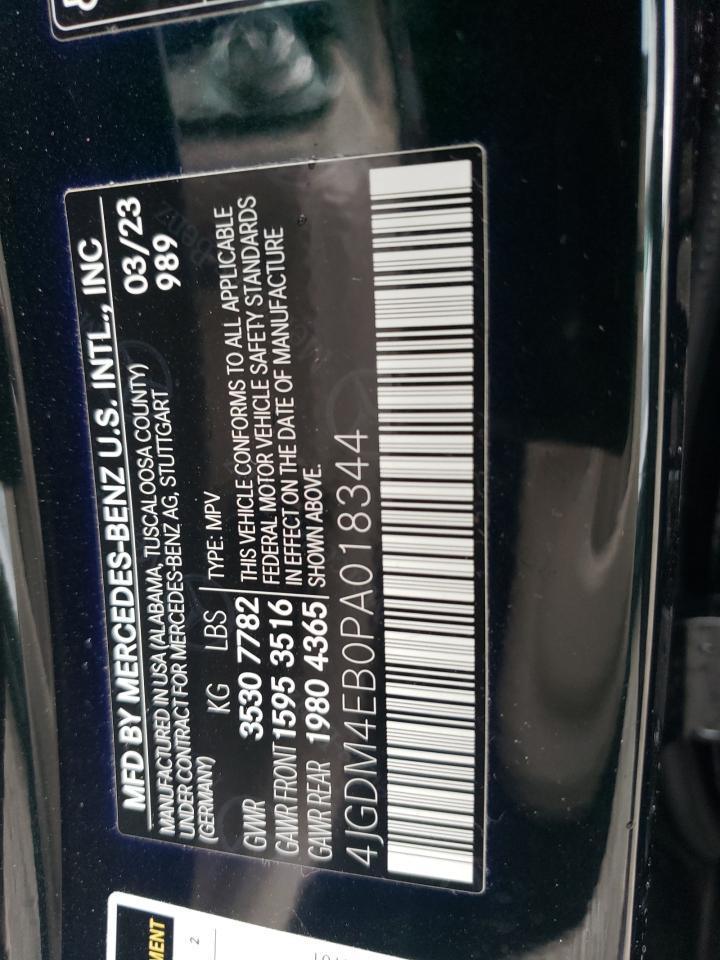 MFD BY MERCEDES-BENZ U.S. INTL., INC
MANUFACTURED IN USA (ALABAMA, TUSCALOOSA COUNTY)
UNDER CONTRACT FOR MERCEDES-BENZ AG, STUTTGART
(GERMANY)
03/23
989
KG LBS TYPE: MPV
GVWR 3530 7782
GAWR FRONT 1595 3516
GAWR REAR 1980 4365
THIS VEHICLE CONFORMS TO ALL APPLICABLE
FEDERAL MOTOR VEHICLE SAFETY STANDARDS
IN EFFECT ON THE DATE OF MANUFACTURE
SHOWN ABOVE.
4JGDM4EB0PA018344
2